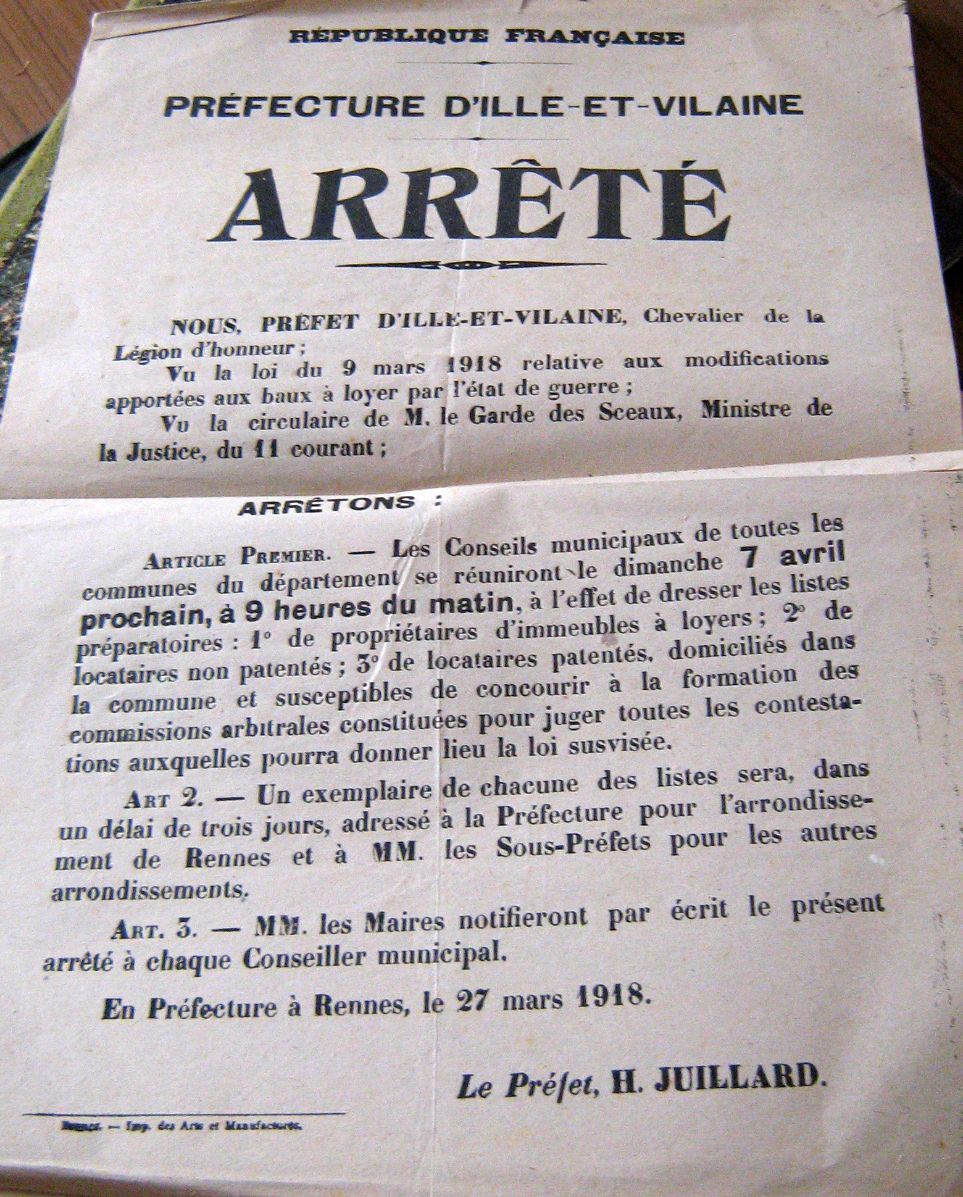 RÉPUBLIQUE FRANÇAISE
PRÉFECTURE D'ILLE-ET-VILAINE
ARRÊTÉ
NOUS, PRÉFET D'ILLE-ET-VILAINE, Chevalier de la
Légion d'honneur ;
Vu la loi du 9 mars 1918 relative aux modifications
apportées aux baux à loyer par l'état de guerre ;
Vu la circulaire de M. le Garde des Sceaux, Ministre de
la Justice, du 11 courant ;
ARRÊTONS :
ARTICLE PREMIER. — Les Conseils municipaux de toutes les
communes du département se réuniront le dimanche 7 avril
prochain, à 9 heures du matin, à l'effet de dresser les listes
préparatoires : 1° de propriétaires d'immeubles à loyers ; 2° de
locataires non patentés ; 3° de locataires patentés, domiciliés dans
la commune et susceptibles de concourir à la formation des
commissions arbitrales constituées pour juger toutes les contesta-
tions auxquelles pourra donner lieu la loi susvisée.
ART 2. — Un exemplaire de chacune des listes sera, dans
un délai de trois jours, adressé à la Préfecture pour l'arrondisse-
ment de Rennes et à MM. les Sous-Préfets pour les autres
arrondissements.
ART. 3. — MM. les Maires notifieront par écrit le présent
arrêté à chaque Conseiller municipal.
En Préfecture à Rennes, le 27 mars 1918.
Le Préfet, H. JUILLARD.
Rennes. — Imp. des Arts et Manufactures.